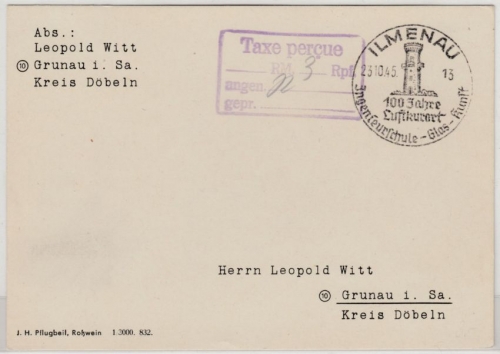 Abs.:
Leopold Witt
⑩ Grunau i. Sa.
Kreis Döbeln
Taxe perçue
RM 3 Rpf.
angen.
gepr.
ILMENAU
23.10.45. 13
100 Jahre
Luftkurort
Ingenieurschule - Glas - Kunst
Herrn Leopold Witt
⑩ Grunau i. Sa.
Kreis Döbeln
J. H. Pflugbeil, Roßwein 1.3000. 832.